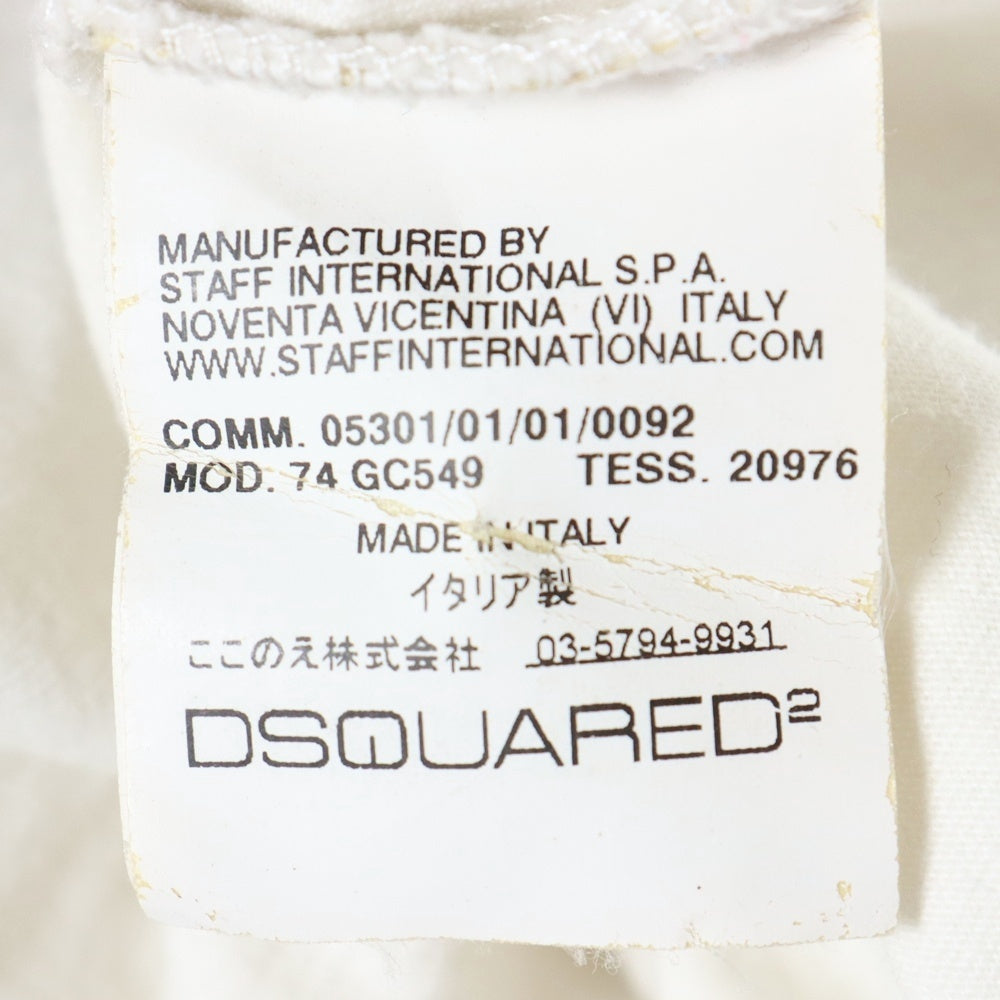 MANUFACTURED BY
STAFF INTERNATIONAL S.P.A.
NOVENTA VICENTINA (VI) ITALY
WWW.STAFFINTERNATIONAL.COM
COMM. 05301/01/01/0092
MOD. 74 GC549 TESS. 20976
MADE IN ITALY
イタリア製
ここのえ株式会社 03-5794-9931
DSQUARED2